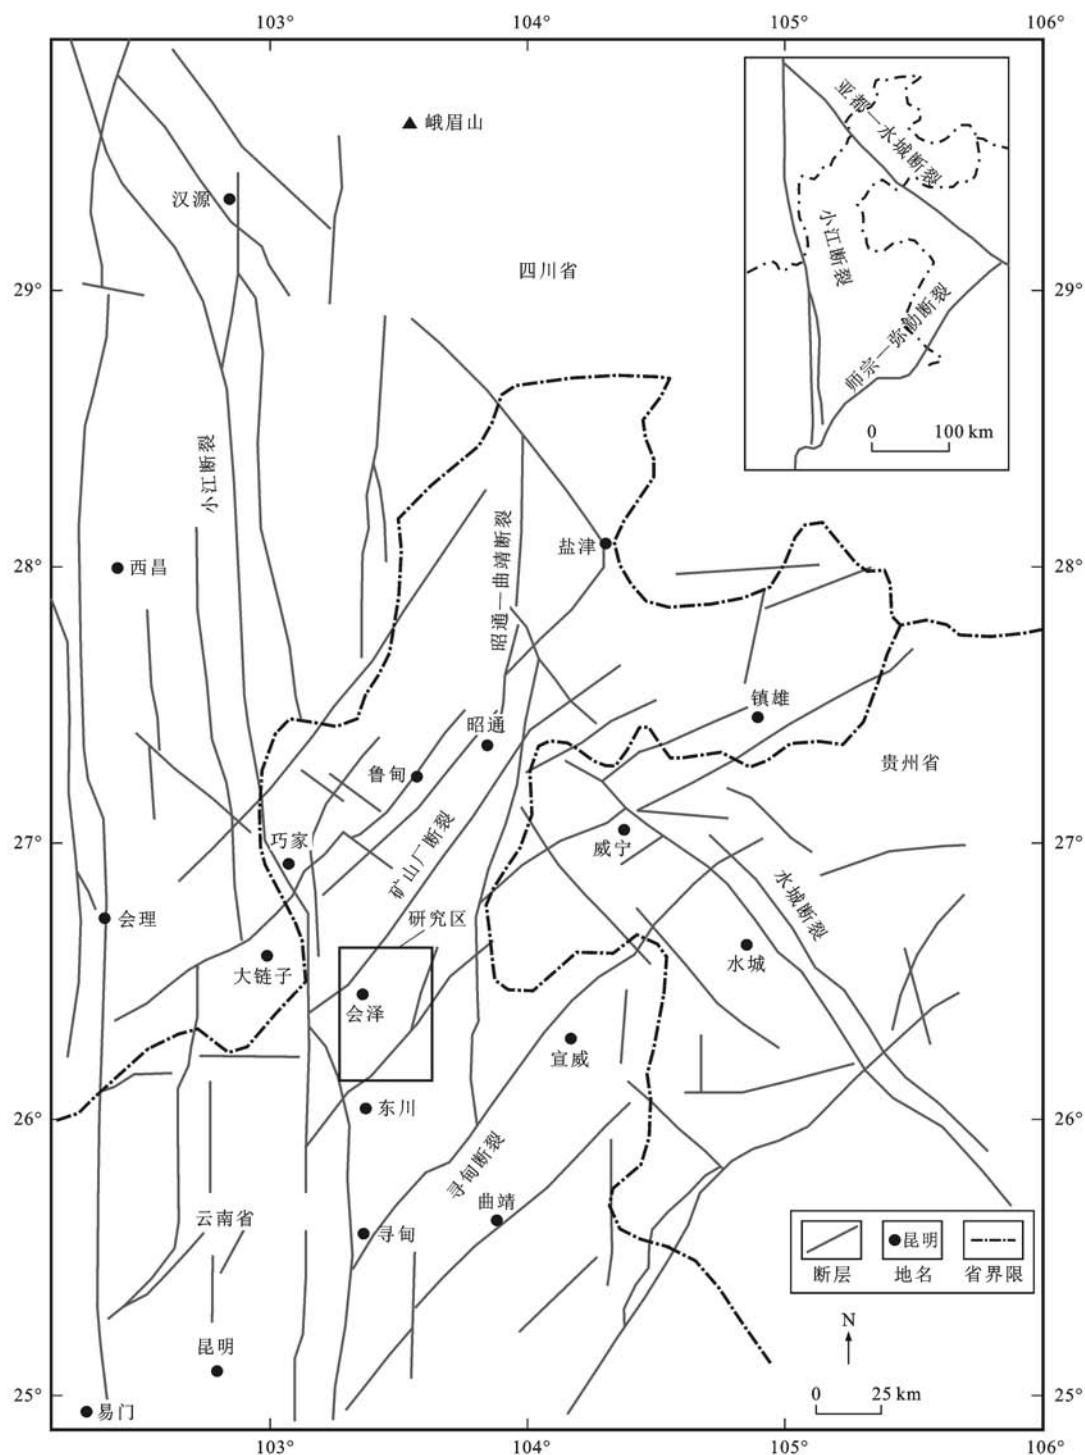 103°
104°
105°
106°
峨眉山
汉源
四川省
亚都—水城断裂
小江断裂
师宗—弥勒断裂
0 100 km
29°
29°
小江断裂
昭通—曲靖断裂
盐津
西昌
28°
28°
镇雄
昭通
鲁甸
贵州省
27°
27°
巧家
矿山厂断裂
威宁
水城断裂
研究区
会理
大链子
会泽
水城
宣威
26°
26°
东川
寻甸断裂
曲靖
云南省
寻甸
昆明
断层
地名
省界限
昆明
N
0 25 km
25°
25°
易门
103°
104°
105°
106°